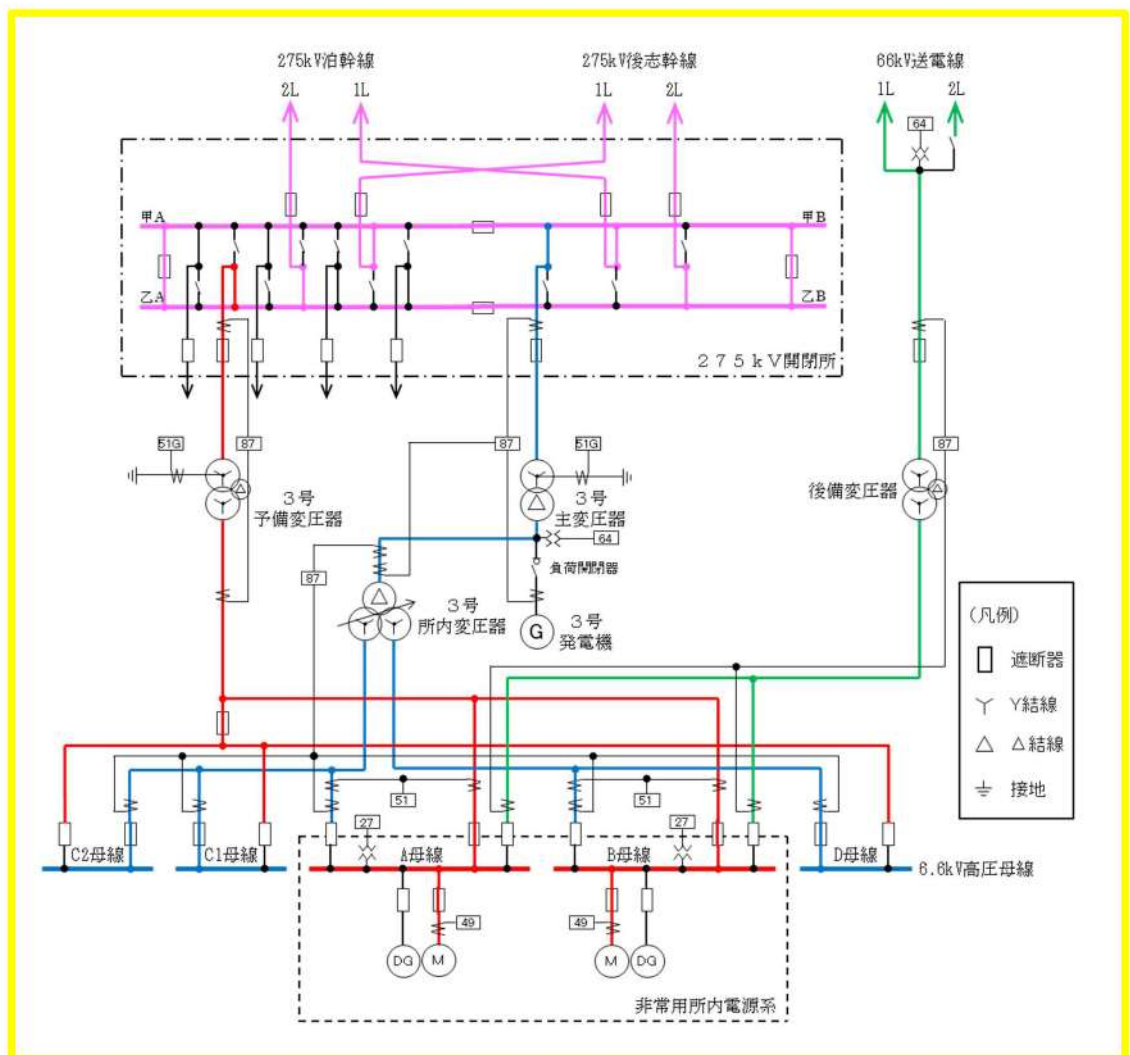 275kV泊幹線
275kV後志幹線
66kV送電線
2L
1L
1L
2L
1L
2L
64
甲A
甲B
乙A
乙B
275kV開閉所
51G
87
87
51G
87
3号
予備変圧器
3号
主変圧器
後備変圧器
64
87
負荷開閉器
3号
所内変圧器
G
3号
発電機
(凡例)
遮断器
Y結線
△結線
接地
51
51
27
27
C2母線
C1母線
A母線
B母線
D母線
6.6kV高圧母線
49
49
DG
M
M
DG
非常用所内電源系